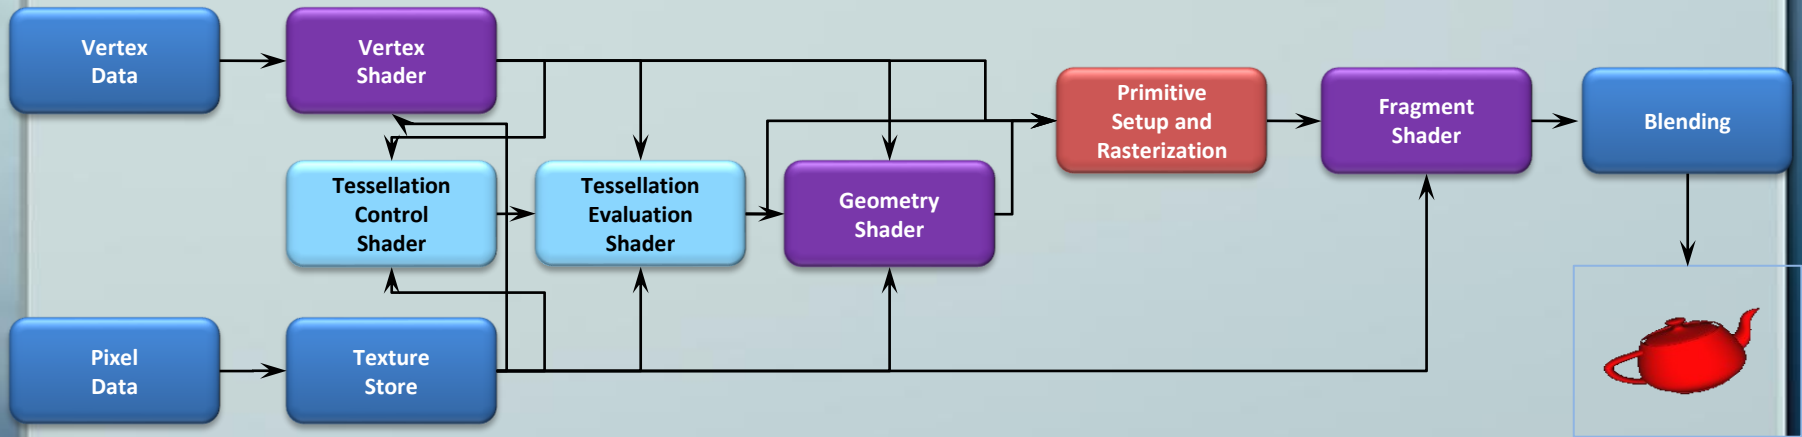 Vertex
Data
Vertex
Shader
Tessellation
Control
Shader
Tessellation
Evaluation
Shader
Geometry
Shader
Primitive
Setup and
Rasterization
Fragment
Shader
Blending
Pixel
Data
Texture
Store